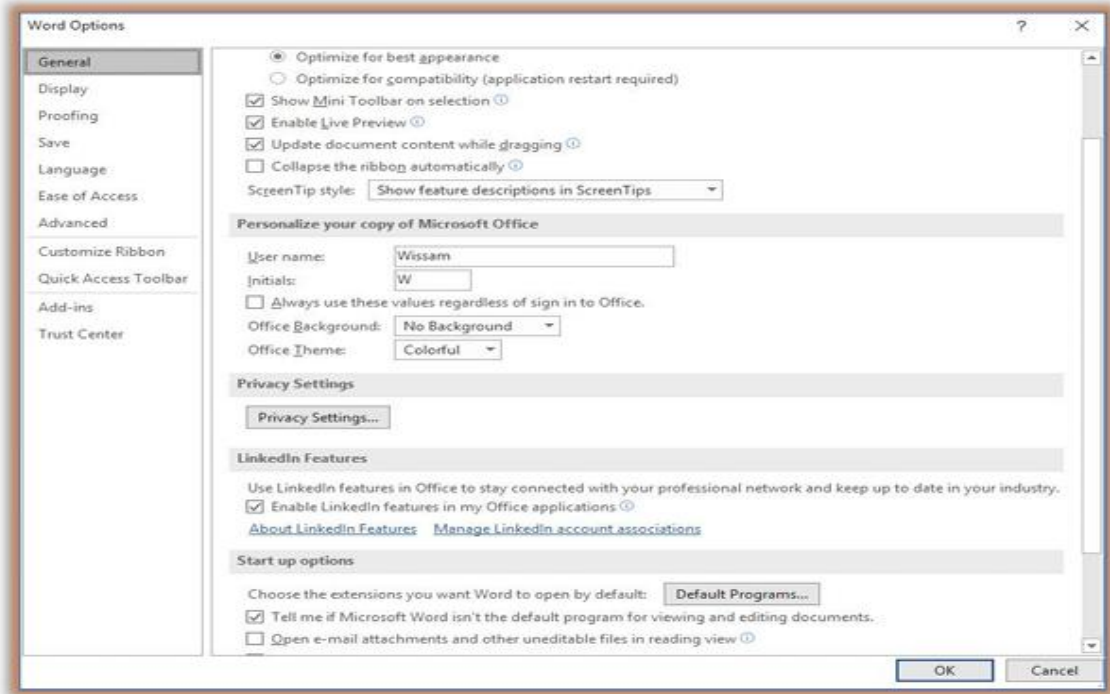 Word Options
General
Display
Proofing
Save
Language
Ease of Access
Advanced
Customize Ribbon
Quick Access Toolbar
Add-ins
Trust Center
Optimize for best appearance
Optimize for compatibility (application restart required)
Show Mini Toolbar on selection
Enable Live Preview
Update document content while dragging
Collapse the ribbon automatically
ScreenTip style: Show feature descriptions in ScreenTips
Personalize your copy of Microsoft Office
User name: Wissam
Initials: W
Always use these values regardless of sign in to Office.
Office Background: No Background
Office Theme: Colorful
Privacy Settings
Privacy Settings...
LinkedIn Features
Use LinkedIn features in Office to stay connected with your professional network and keep up to date in your industry.
Enable LinkedIn features in my Office applications
About LinkedIn Features Manage LinkedIn account associations
Start up options
Choose the extensions you want Word to open by default: Default Programs...
Tell me if Microsoft Word isn't the default program for viewing and editing documents.
Open e-mail attachments and other uneditable files in reading view
OK Cancel